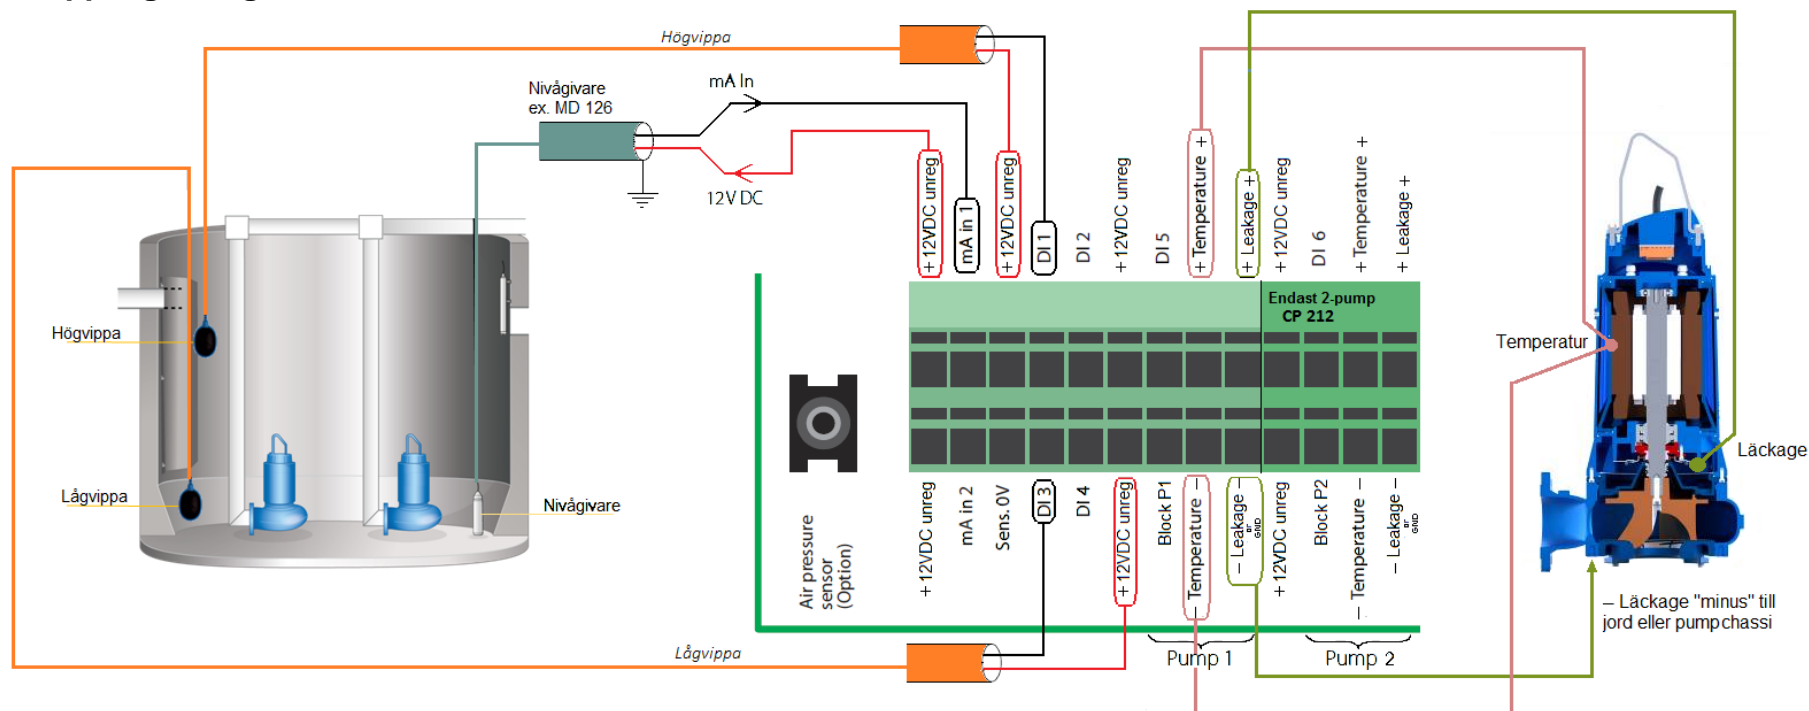 Högvippa
mA In
Nivågivare
ex. MD 126
12V DC
+ 12VDC unreg
mA in 1
+ 12VDC unreg
DI 1
DI 2
+ 12VDC unreg
DI 5
+ Temperature +
+ Leakage +
+ 12VDC unreg
DI 6
+ Temperature +
+ Leakage +
Endast 2-pump
CP 212
Högvippa
Lågvippa
Nivågivare
Temperatur
Läckage
Air pressure
sensor
(Option)
+ 12VDC unreg
mA in 2
Sens. 0V
DI 3
DI 4
+ 12VDC unreg
Block P1
– Temperature –
– Leakage –
or
GND
+ 12VDC unreg
Block P2
– Temperature –
– Leakage –
or
GND
– Läckage "minus" till
jord eller pumpchassi
Lågvippa
Pump 1
Pump 2